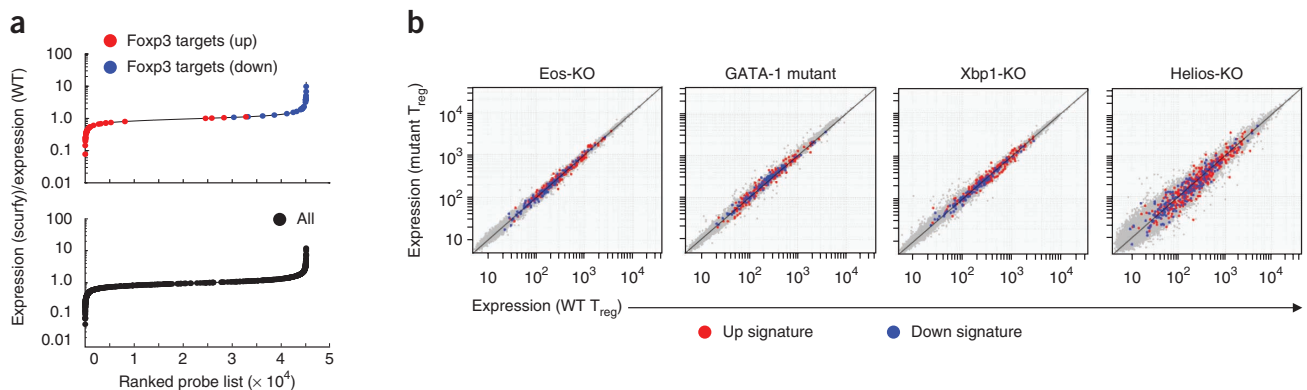 a
Foxp3 targets (up)
Foxp3 targets (down)
Expression (scurfy)/expression (WT)
100
10
1.0
0.1
0.01
All
100
10
1.0
0.1
0.01
0 1 2 3 4 5
Ranked probe list (× 10⁴)
b
Eos-KO
GATA-1 mutant
Xbp1-KO
Helios-KO
Expression (mutant T_reg)
10⁴
10³
10²
10
10 10² 10³ 10⁴
10 10² 10³ 10⁴
10 10² 10³ 10⁴
10 10² 10³ 10⁴
Expression (WT T_reg)
Up signature
Down signature